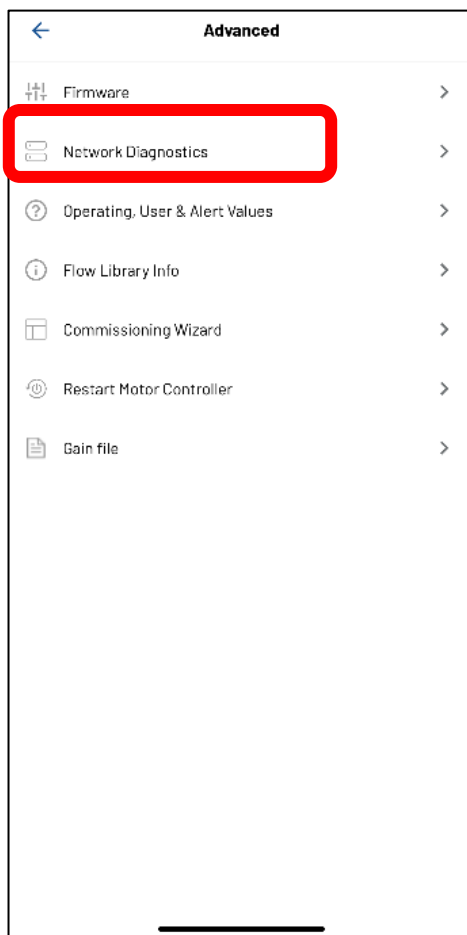 Advanced
Firmware
Network Diagnostics
Operating, User & Alert Values
Flow Library Info
Commissioning Wizard
Restart Motor Controller
Gain file